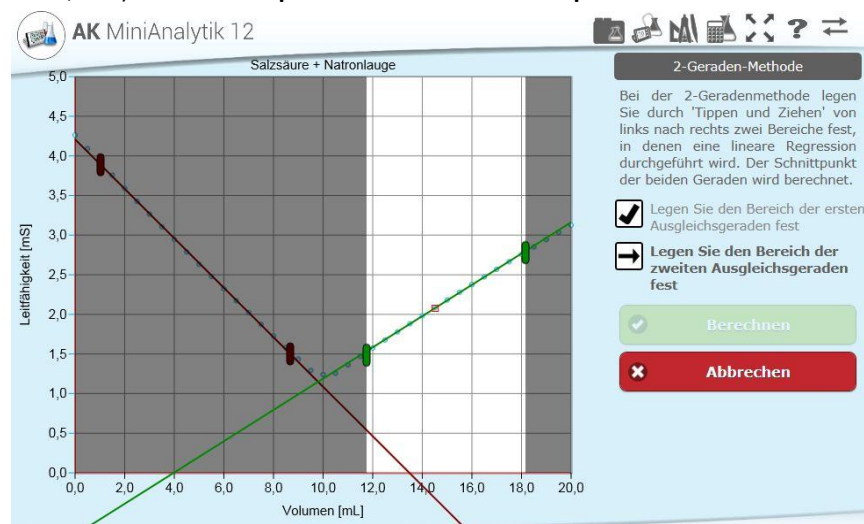 AK MiniAnalytik 12
?
Salzsäure + Natronlauge
5,0
4,5
4,0
3,5
3,0
2,5
2,0
1,5
1,0
0,5
0,0
Leitfähigkeit [mS]
0,0 2,0 4,0 6,0 8,0 10,0 12,0 14,0 16,0 18,0 20,0
Volumen [mL]
2-Geraden-Methode
Bei der 2-Geradenmethode legen
Sie durch 'Tippen und Ziehen' von
links nach rechts zwei Bereiche fest,
in denen eine lineare Regression
durchgeführt wird. Der Schnittpunkt
der beiden Geraden wird berechnet.
Legen Sie den Bereich der ersten
Ausgleichsgeraden fest
Legen Sie den Bereich der
zweiten Ausgleichsgeraden
fest
Berechnen
Abbrechen